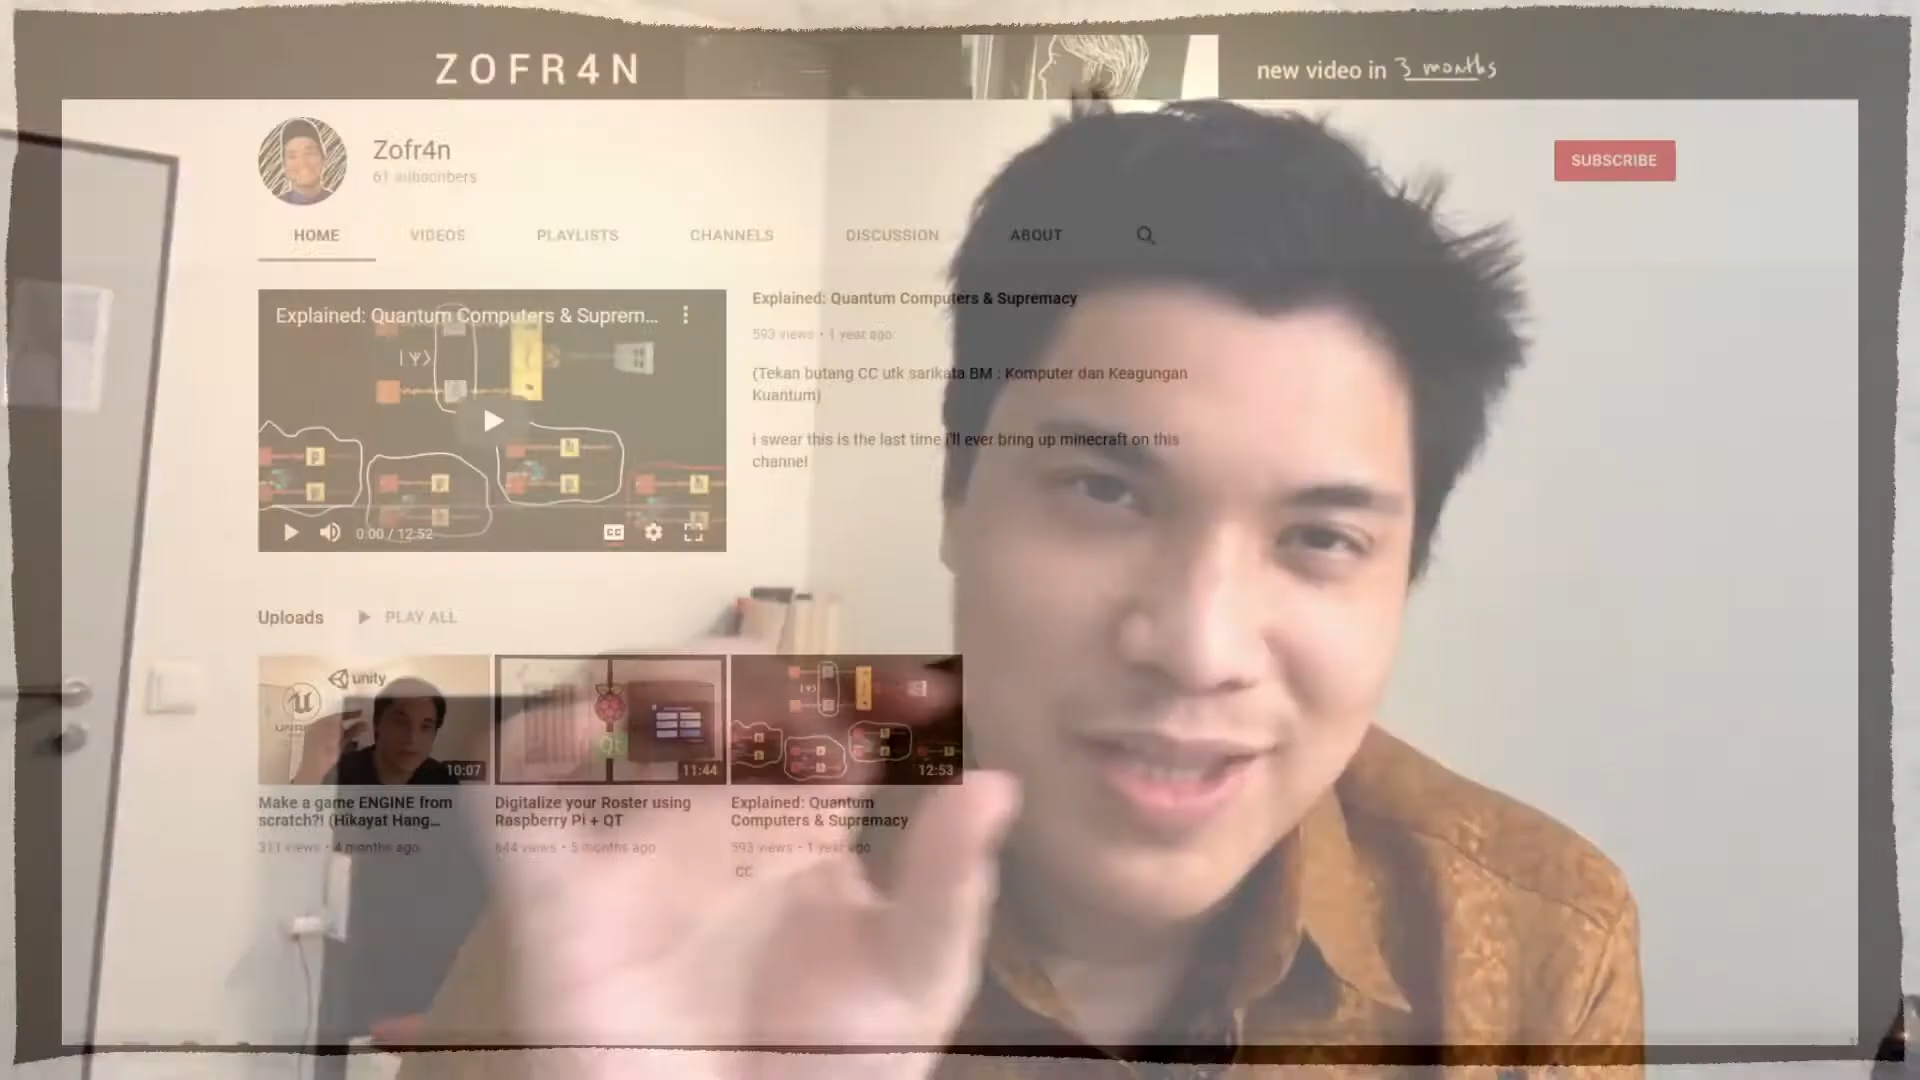 ZOFR4N
new video in 3 months
Zofr4n
61 subscribers
SUBSCRIBE
HOME VIDEOS PLAYLISTS CHANNELS DISCUSSION ABOUT
Explained: Quantum Computers & Suprem...
|Ψ⟩
p h
p p h
p
h
0:00 / 12:52 CC
Explained: Quantum Computers & Supremacy
593 views • 1 year ago
(Tekan butang CC utk sarikata BM : Komputer dan Keagungan
Kuantum)
i swear this is the last time i'll ever bring up minecraft on this
channel
Uploads PLAY ALL
unity
10:07
QT
11:44
12:53
Make a game ENGINE from
scratch?! (Hikayat Hang...
311 views • 4 months ago
Digitalize your Roster using
Raspberry Pi + QT
644 views • 5 months ago
Explained: Quantum
Computers & Supremacy
593 views • 1 year ago
CC